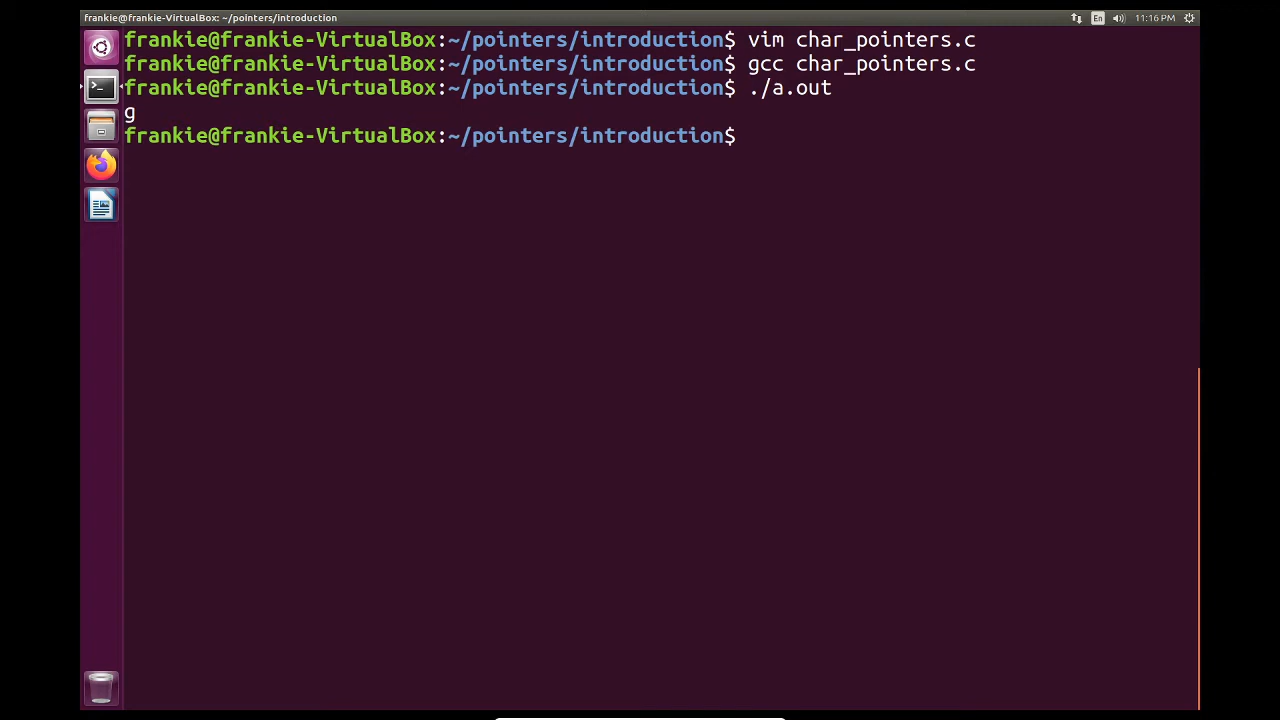 frankie@frankie-VirtualBox: ~/pointers/introduction
En
11:16 PM
frankie@frankie-VirtualBox:~/pointers/introduction$ vim char_pointers.c
frankie@frankie-VirtualBox:~/pointers/introduction$ gcc char_pointers.c
frankie@frankie-VirtualBox:~/pointers/introduction$ ./a.out
g
frankie@frankie-VirtualBox:~/pointers/introduction$